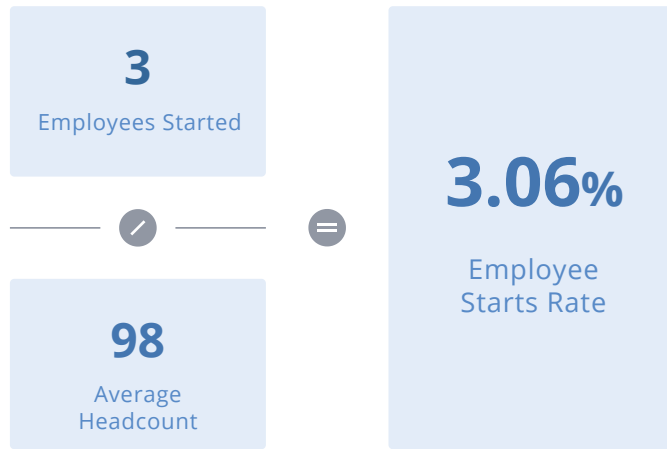 3
Employees Started
/
=
98
Average
Headcount
3.06%
Employee
Starts Rate